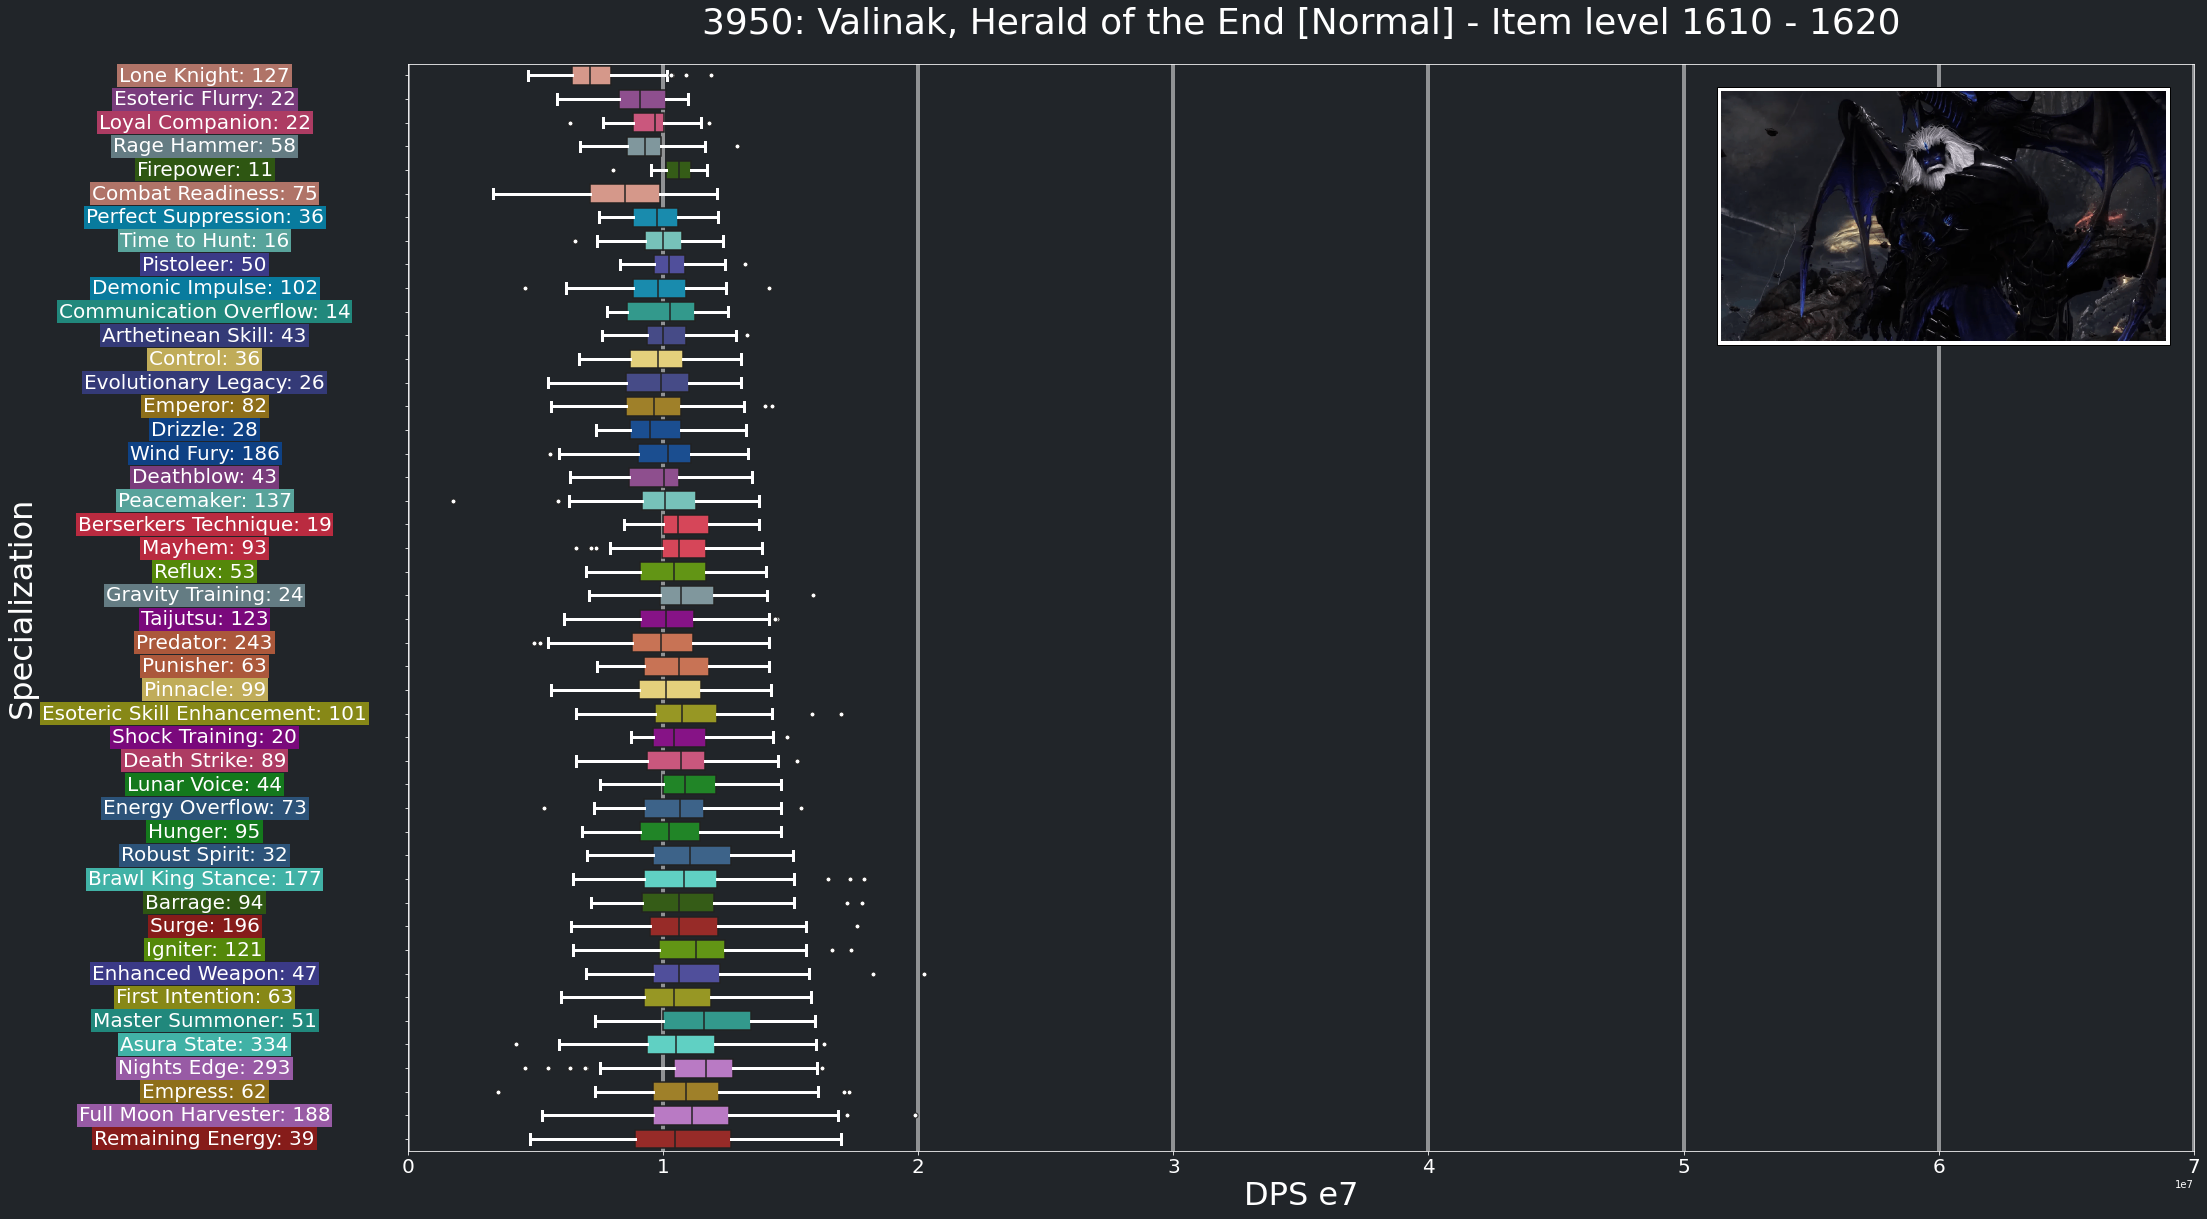 3950: Valinak, Herald of the End [Normal] - Item level 1610 - 1620
Specialization
Lone Knight: 127
Esoteric Flurry: 22
Loyal Companion: 22
Rage Hammer: 58
Firepower: 11
Combat Readiness: 75
Perfect Suppression: 36
Time to Hunt: 16
Pistoleer: 50
Demonic Impulse: 102
Communication Overflow: 14
Arthetinean Skill: 43
Control: 36
Evolutionary Legacy: 26
Emperor: 82
Drizzle: 28
Wind Fury: 186
Deathblow: 43
Peacemaker: 137
Berserkers Technique: 19
Mayhem: 93
Reflux: 53
Gravity Training: 24
Taijutsu: 123
Predator: 243
Punisher: 63
Pinnacle: 99
Esoteric Skill Enhancement: 101
Shock Training: 20
Death Strike: 89
Lunar Voice: 44
Energy Overflow: 73
Hunger: 95
Robust Spirit: 32
Brawl King Stance: 177
Barrage: 94
Surge: 196
Igniter: 121
Enhanced Weapon: 47
First Intention: 63
Master Summoner: 51
Asura State: 334
Nights Edge: 293
Empress: 62
Full Moon Harvester: 188
Remaining Energy: 39
0 1 2 3 4 5 6 7
1e7
DPS e7